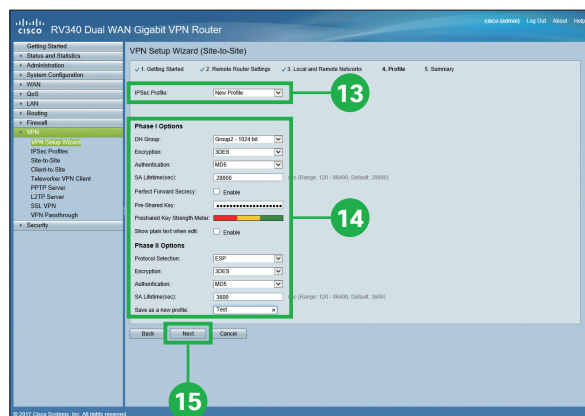 cisco RV340 Dual WAN Gigabit VPN Router
cisco (admin) Log Out About Help
Getting Started
Status and Statistics
Administration
System Configuration
WAN
QoS
LAN
Routing
Firewall
VPN
VPN Setup Wizard
IPSec Profiles
Site-to-Site
Client-to-Site
Teleworker VPN Client
PPTP Server
L2TP Server
SSL VPN
VPN Passthrough
Security
VPN Setup Wizard (Site-to-Site)
1. Getting Started 2. Remote Router Settings 3. Local and Remote Networks 4. Profile 5. Summary
IPSec Profile: New Profile
13
Phase I Options
DH Group: Group2 - 1024 bit
Encryption: 3DES
Authentication: MD5
SA Lifetime(sec): 28800 sec (Range: 120 - 86400, Default: 28800)
Perfect Forward Secrecy: Enable
Pre-Shared Key:
Preshared Key Strength Meter:
14
Show plain text when edit: Enable
Phase II Options
Protocol Selection: ESP
Encryption: 3DES
Authentication: MD5
SA Lifetime(sec): 3600 sec (Range: 120 - 86400, Default: 3600)
Save as a new profile: Test x
Back Next Cancel
15
© 2017 Cisco Systems, Inc. All rights reserved